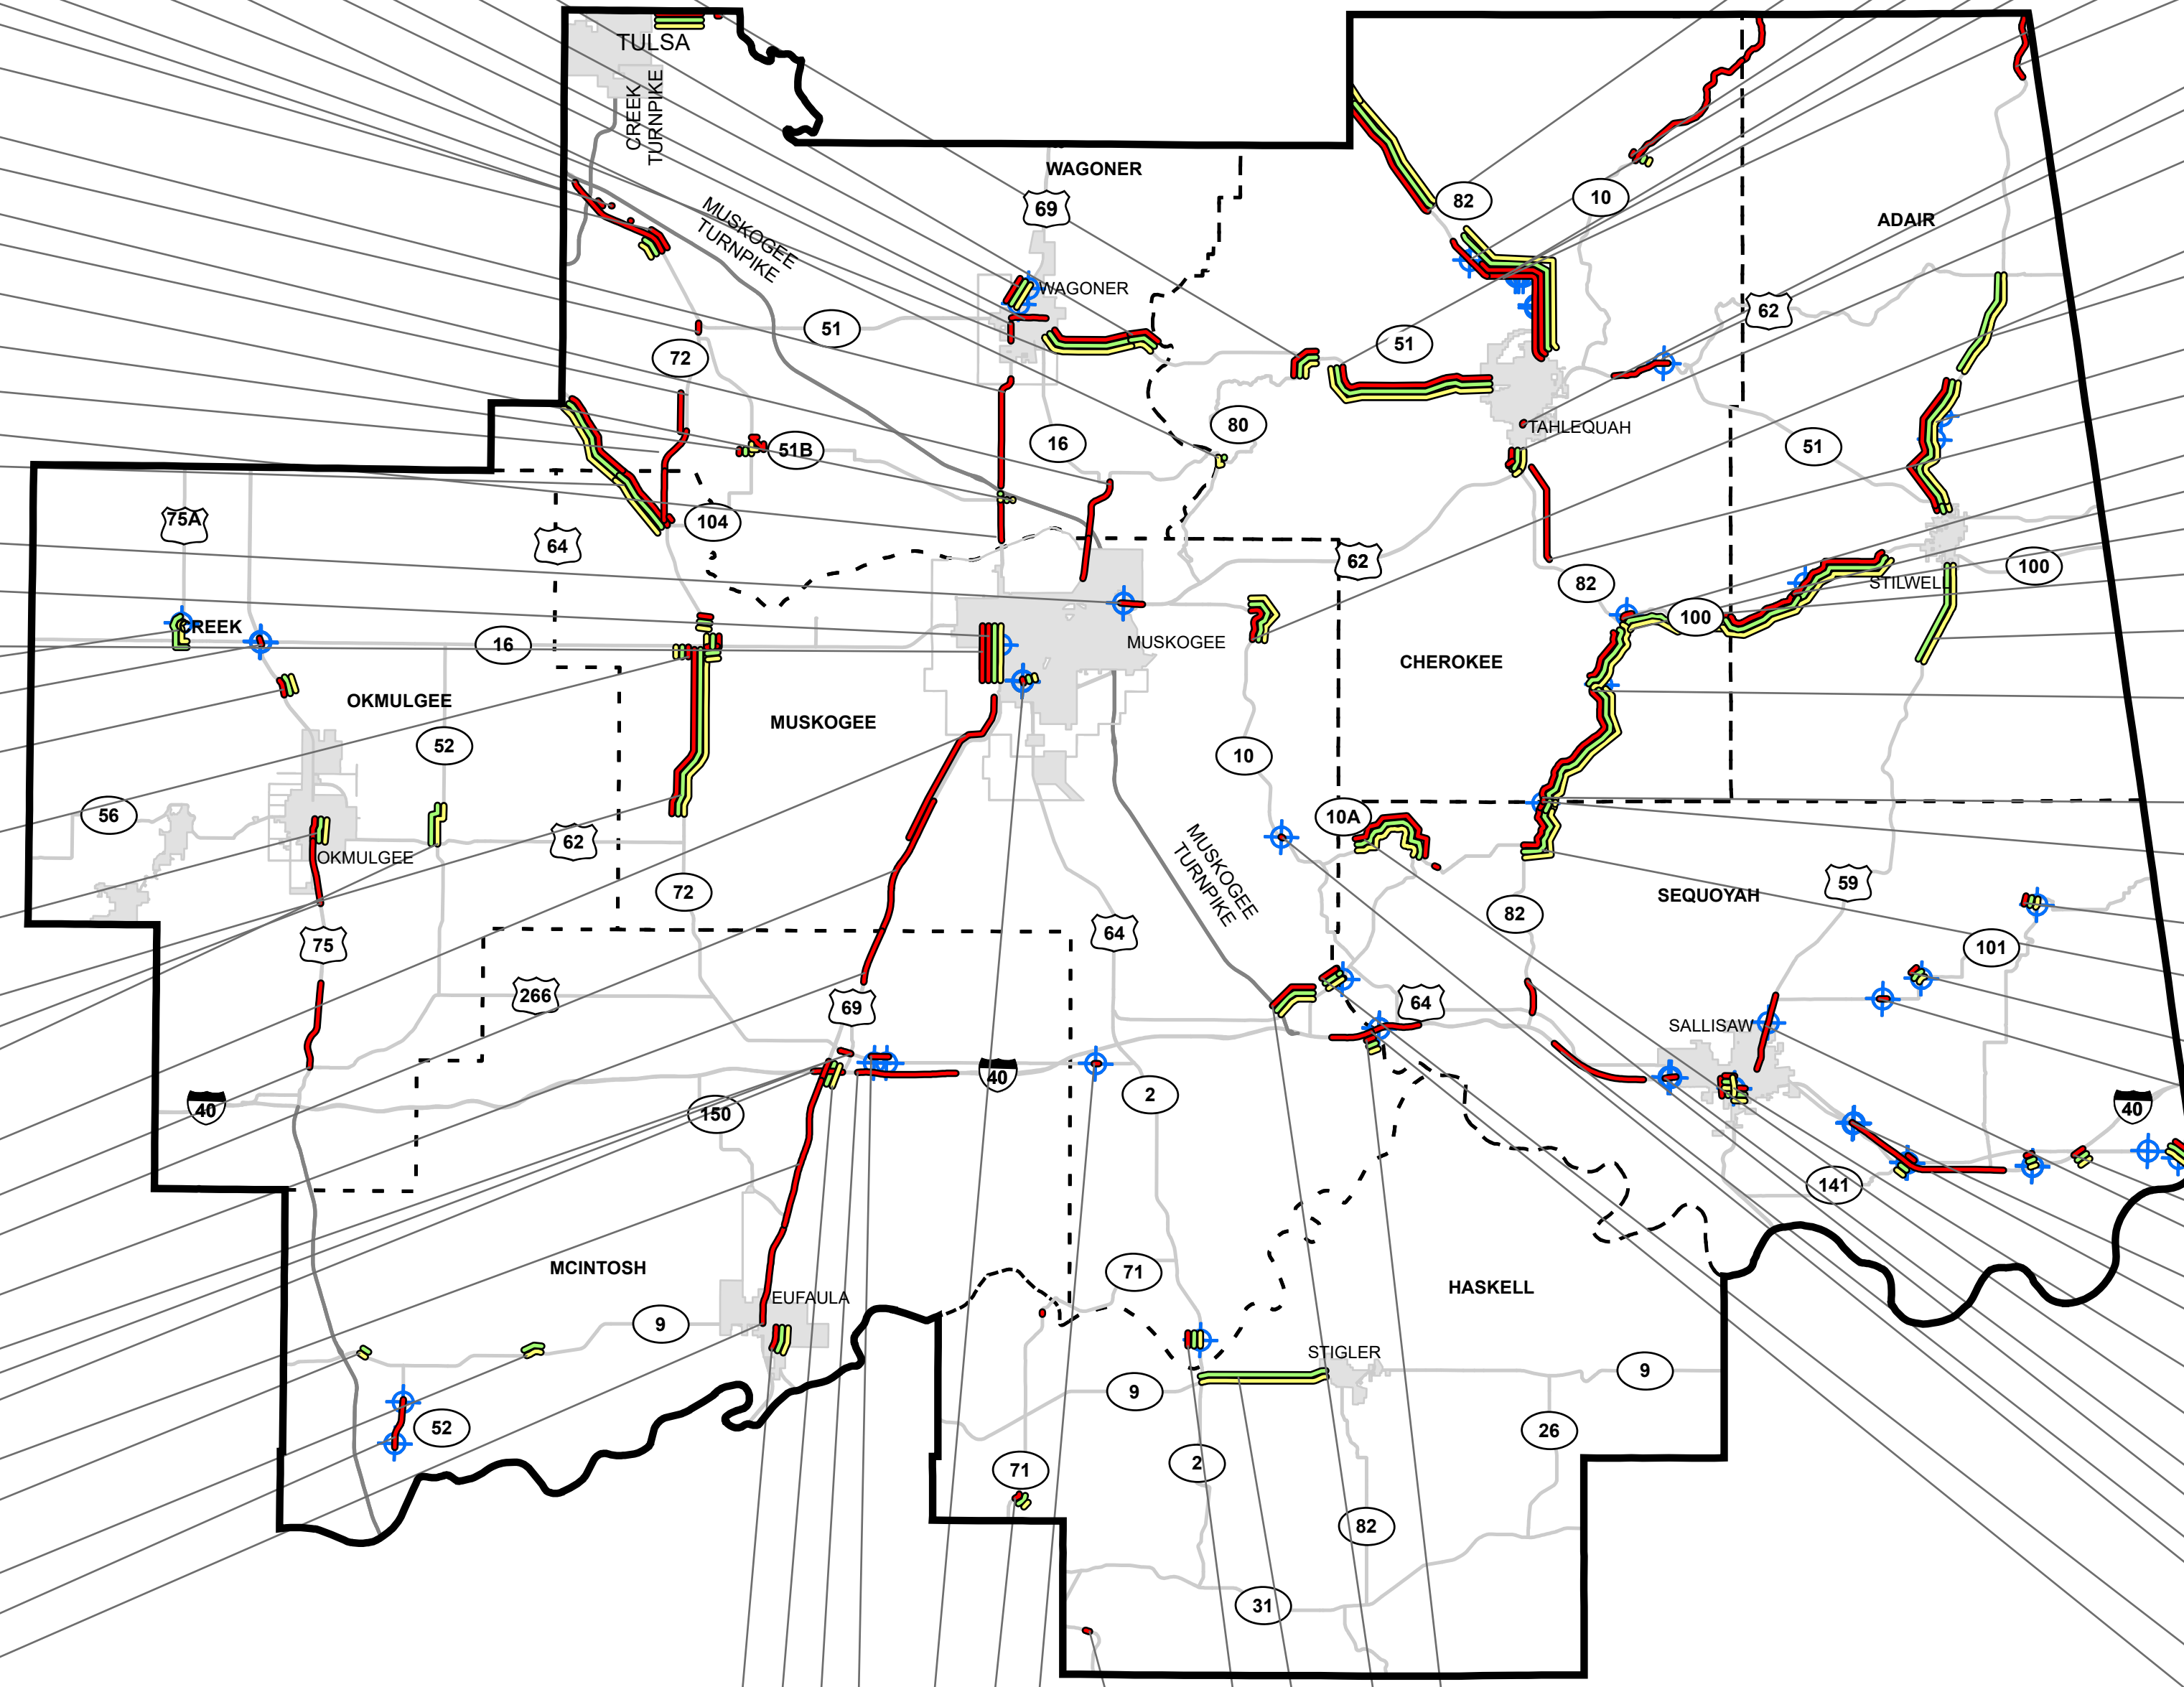 TULSA
CREEK
TURNPIKE
WAGONER
69
82
10
ADAIR
MUSKOGEE
TURNPIKE
WAGONER
62
51
51
72
80
TAHLEQUAH
16
51B
51
75A
104
64
62
100
82
STILWELL
100
CREEK
16
MUSKOGEE
CHEROKEE
OKMULGEE
MUSKOGEE
52
10
56
10A
62
OKMULGEE
MUSKOGEE
TURNPIKE
59
72
SEQUOYAH
82
64
75
101
266
69
64
SALLISAW
40
40
2
40
150
141
MCINTOSH
71
HASKELL
EUFAULA
9
STIGLER
9
9
52
26
2
71
82
31